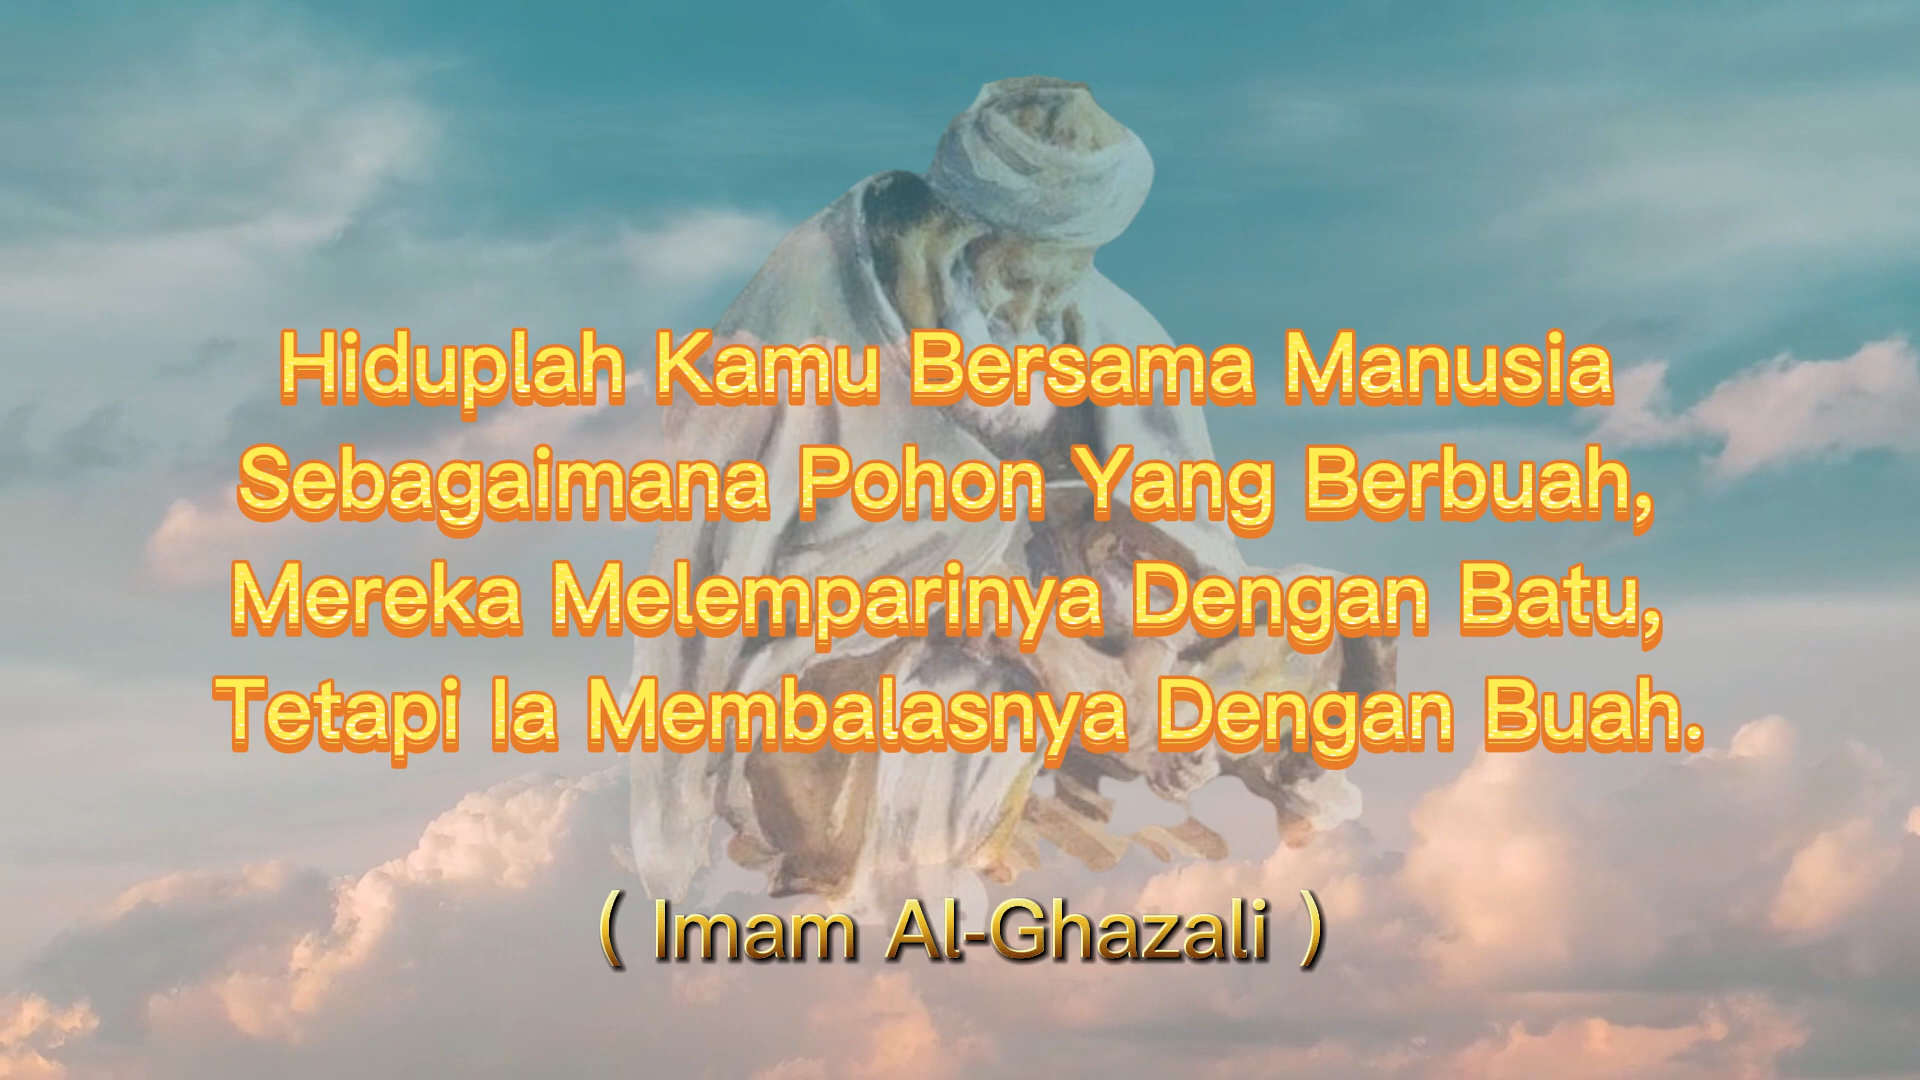 Hiduplah Kamu Bersama Manusia
Sebagaimana Pohon Yang Berbuah,
Mereka Melemparinya Dengan Batu,
Tetapi Ia Membalasnya Dengan Buah.
( Imam Al-Ghazali )